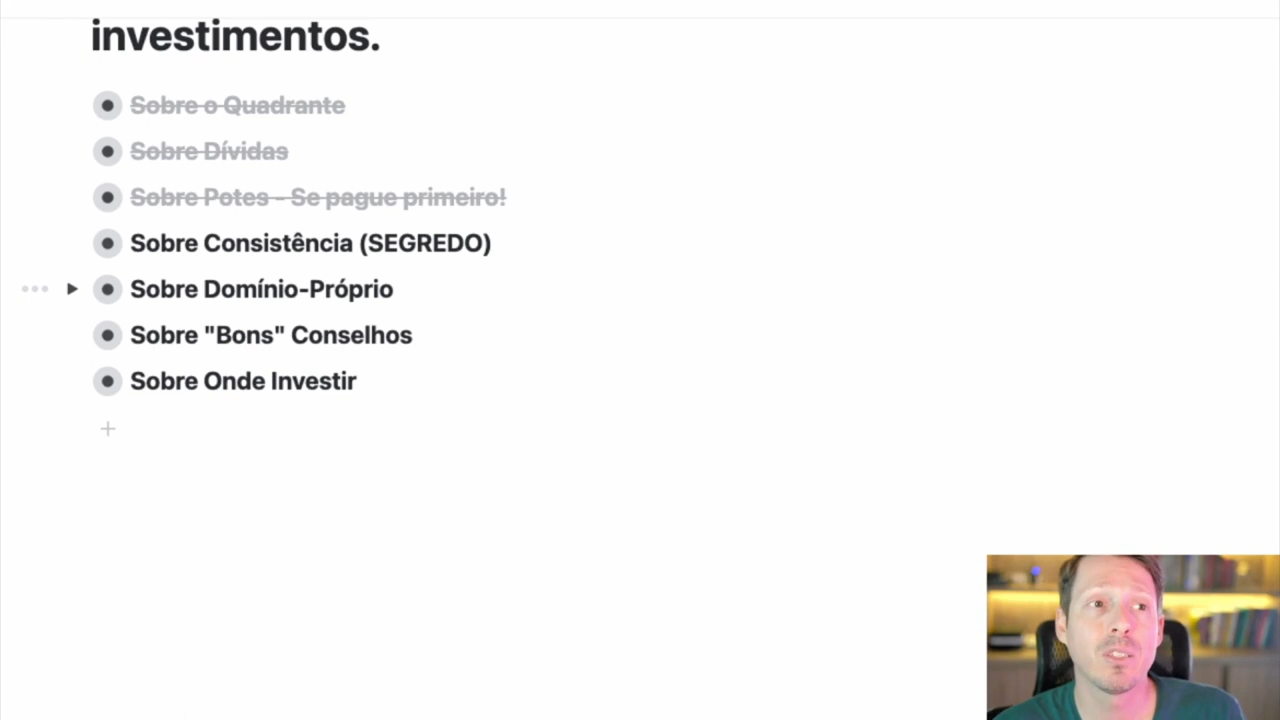 investimentos.
Sobre o Quadrante
Sobre Dívidas
Sobre Potes - Se pague primeiro!
Sobre Consistência (SEGREDO)
Sobre Domínio-Próprio
Sobre "Bons" Conselhos
Sobre Onde Investir